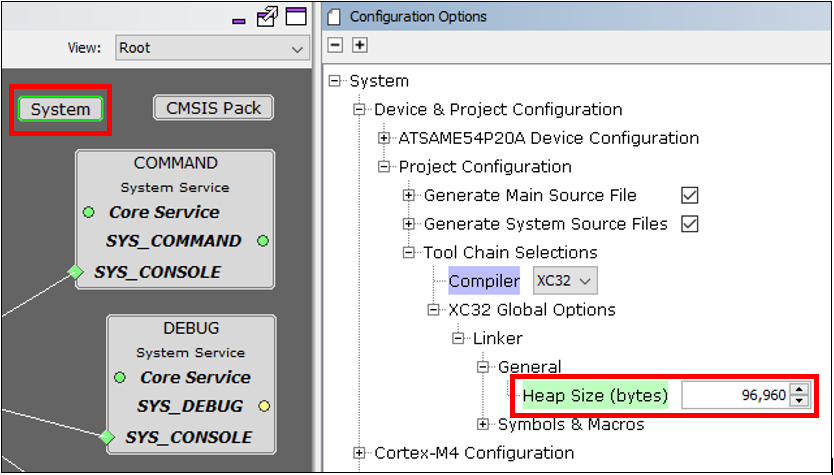 View: Root
System
CMSIS Pack
COMMAND
System Service
Core Service
SYS_COMMAND
SYS_CONSOLE
DEBUG
System Service
Core Service
SYS_DEBUG
SYS_CONSOLE
Configuration Options
System
Device & Project Configuration
ATSAME54P20A Device Configuration
Project Configuration
Generate Main Source File
Generate System Source Files
Tool Chain Selections
Compiler XC32
XC32 Global Options
Linker
General
Heap Size (bytes) 96,960
Symbols & Macros
Cortex-M4 Configuration